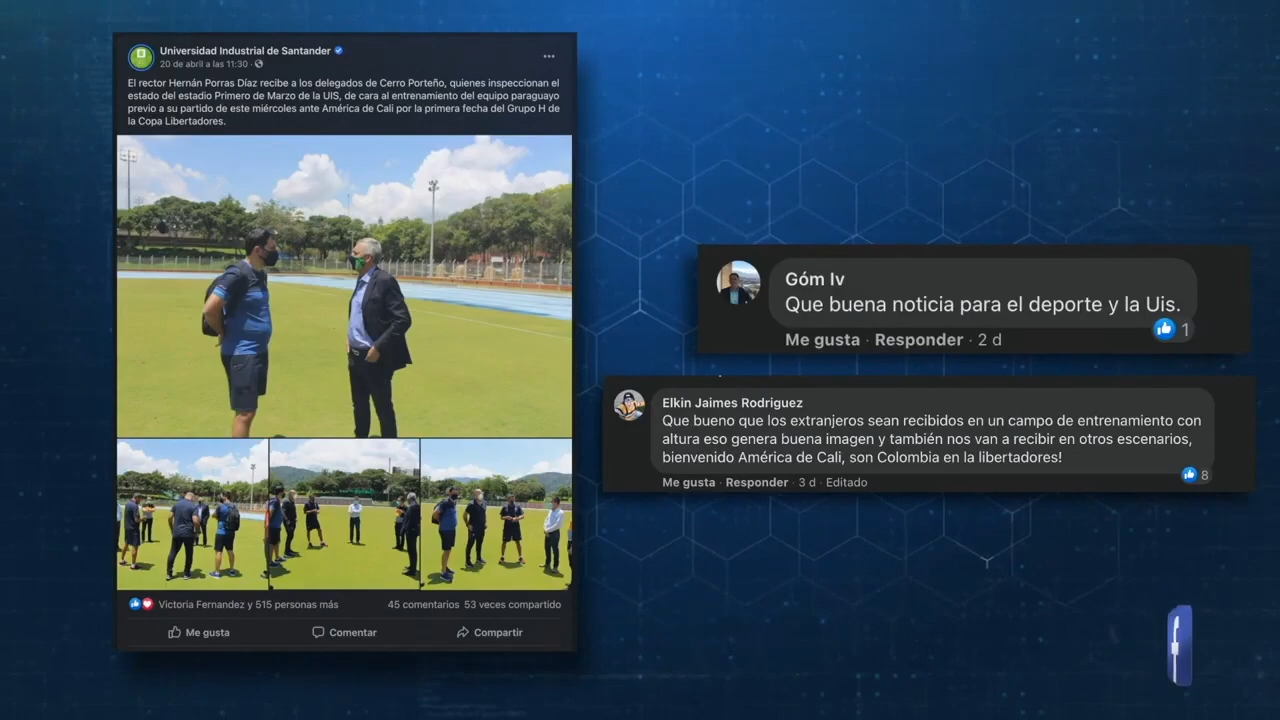 Universidad Industrial de Santander
20 de abril a las 11:30 ·
El rector Hernán Porras Díaz recibe a los delegados de Cerro Porteño, quienes inspeccionan el
estado del estadio Primero de Marzo de la UIS, de cara al entrenamiento del equipo paraguayo
previo a su partido de este miércoles ante América de Cali por la primera fecha del Grupo H de
la Copa Libertadores.
Victoria Fernandez y 515 personas más
45 comentarios 53 veces compartido
Me gusta
Comentar
Compartir
Góm Iv
Que buena noticia para el deporte y la Uis.
1
Me gusta · Responder · 2 d
Elkin Jaimes Rodriguez
Que bueno que los extranjeros sean recibidos en un campo de entrenamiento con
altura eso genera buena imagen y también nos van a recibir en otros escenarios,
bienvenido América de Cali, son Colombia en la libertadores!
8
Me gusta · Responder · 3 d · Editado
f